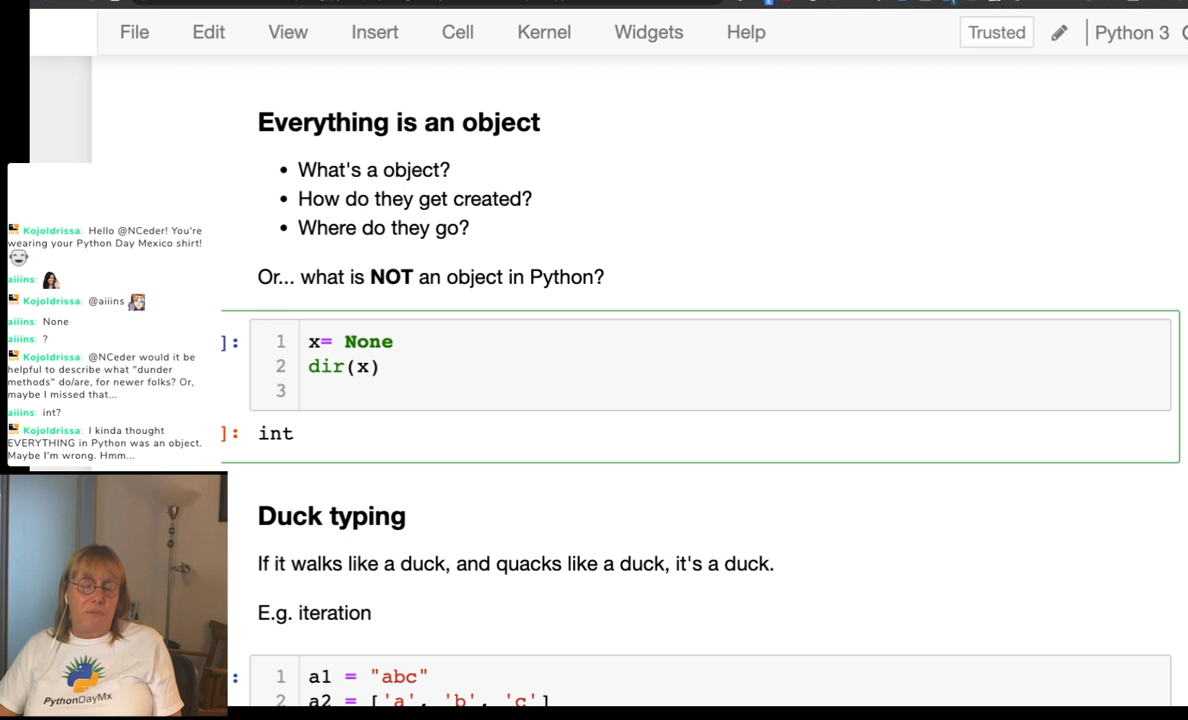 File Edit View Insert Cell Kernel Widgets Help Trusted Python 3
Everything is an object
• What's a object?
• How do they get created?
• Where do they go?
Or... what is NOT an object in Python?
]: 1 x= None
2 dir(x)
3
]: int
Duck typing
If it walks like a duck, and quacks like a duck, it's a duck.
E.g. iteration
: 1 a1 = "abc"
2 a2 = ['a', 'b', 'c']
Kojoldrissa: Hello @NCeder! You're
wearing your Python Day Mexico shirt!
aiiins:
Kojoldrissa: @aiiins
aiiins: None
aiiins: ?
Kojoldrissa: @NCeder would it be
helpful to describe what "dunder
methods" do/are, for newer folks? Or,
maybe I missed that...
aiiins: int?
Kojoldrissa: I kinda thought
EVERYTHING in Python was an object.
Maybe I'm wrong. Hmm...
PythonDayMx